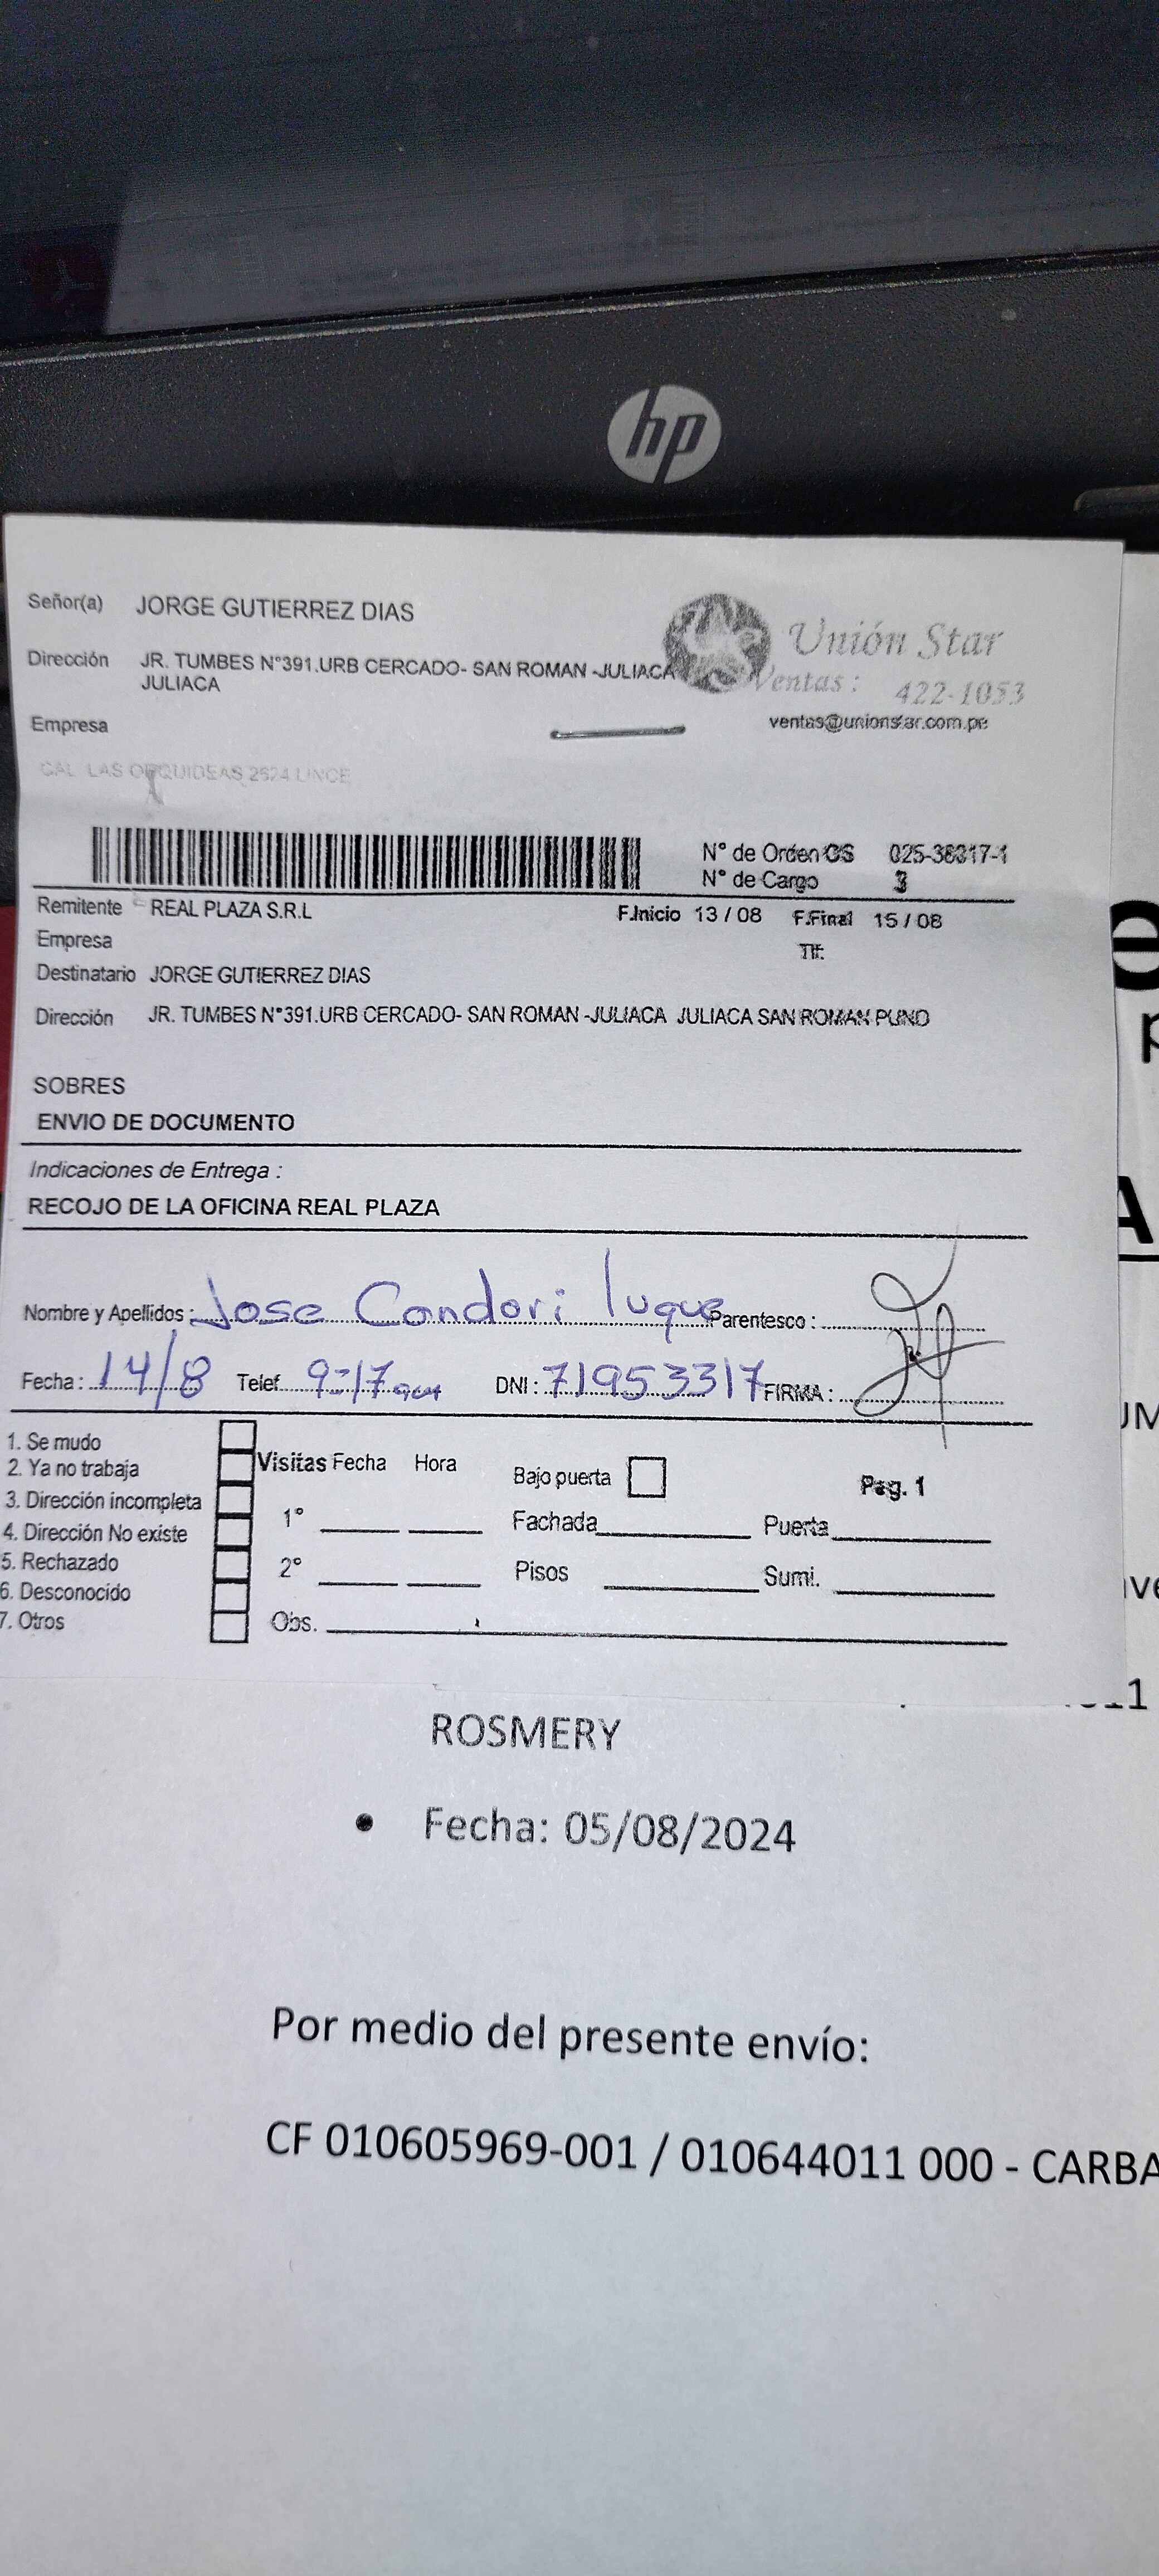 hp
Señor(a) JORGE GUTIERREZ DIAS
Dirección JR. TUMBES N°391.URB CERCADO- SAN ROMAN -JULIACA
JULIACA
Empresa
Unión Star
Ventas : 422-1053
ventas@unionstar.com.pe
CAL LAS ORQUIDEAS 2624 LINCE
N° de Orden OS 025-38317-1
N° de Cargo 3
Remitente REAL PLAZA S.R.L F.Inicio 13 / 08 F.Final 15 / 08
Empresa Tlf:
Destinatario JORGE GUTIERREZ DIAS
Dirección JR. TUMBES N°391.URB CERCADO- SAN ROMAN -JULIACA JULIACA SAN ROMAN PUNO
SOBRES
ENVIO DE DOCUMENTO
Indicaciones de Entrega :
RECOJO DE LA OFICINA REAL PLAZA
Nombre y Apellidos : Jose Condori luque Parentesco :
Fecha : 14/8 Telef. DNI : 71953317 FIRMA :
1. Se mudo
2. Ya no trabaja
3. Dirección incompleta
4. Dirección No existe
5. Rechazado
6. Desconocido
7. Otros
Visitas Fecha Hora Bajo puerta Pag. 1
1° Fachada Puerta
2° Pisos Sumi.
Obs.
ROSMERY
• Fecha: 05/08/2024
Por medio del presente envío:
CF 010605969-001 / 010644011 000 - CARBA